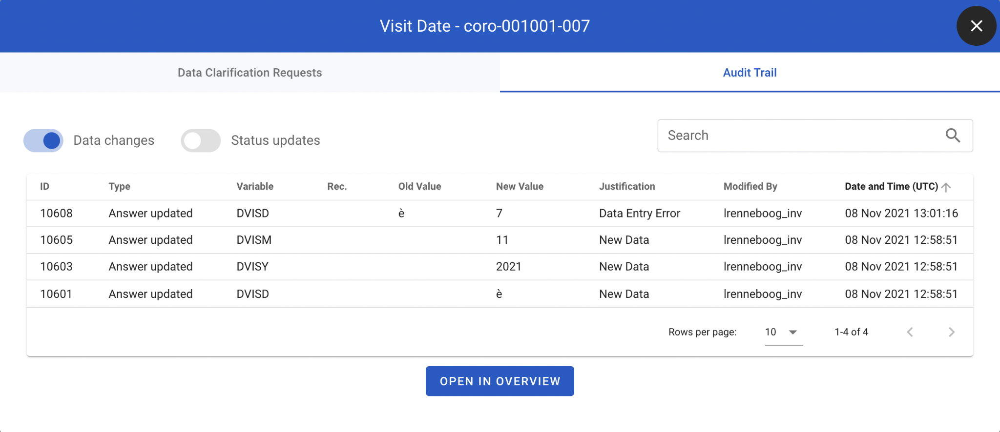 Visit Date - coro-001001-007
Data Clarification Requests Audit Trail
Data changes Status updates Search
ID Type Variable Rec. Old Value New Value Justification Modified By Date and Time (UTC)
10608 Answer updated DVISD è 7 Data Entry Error lrenneboog_inv 08 Nov 2021 13:01:16
10605 Answer updated DVISM 11 New Data lrenneboog_inv 08 Nov 2021 12:58:51
10603 Answer updated DVISY 2021 New Data lrenneboog_inv 08 Nov 2021 12:58:51
10601 Answer updated DVISD è New Data lrenneboog_inv 08 Nov 2021 12:58:51
Rows per page: 10 1-4 of 4
OPEN IN OVERVIEW